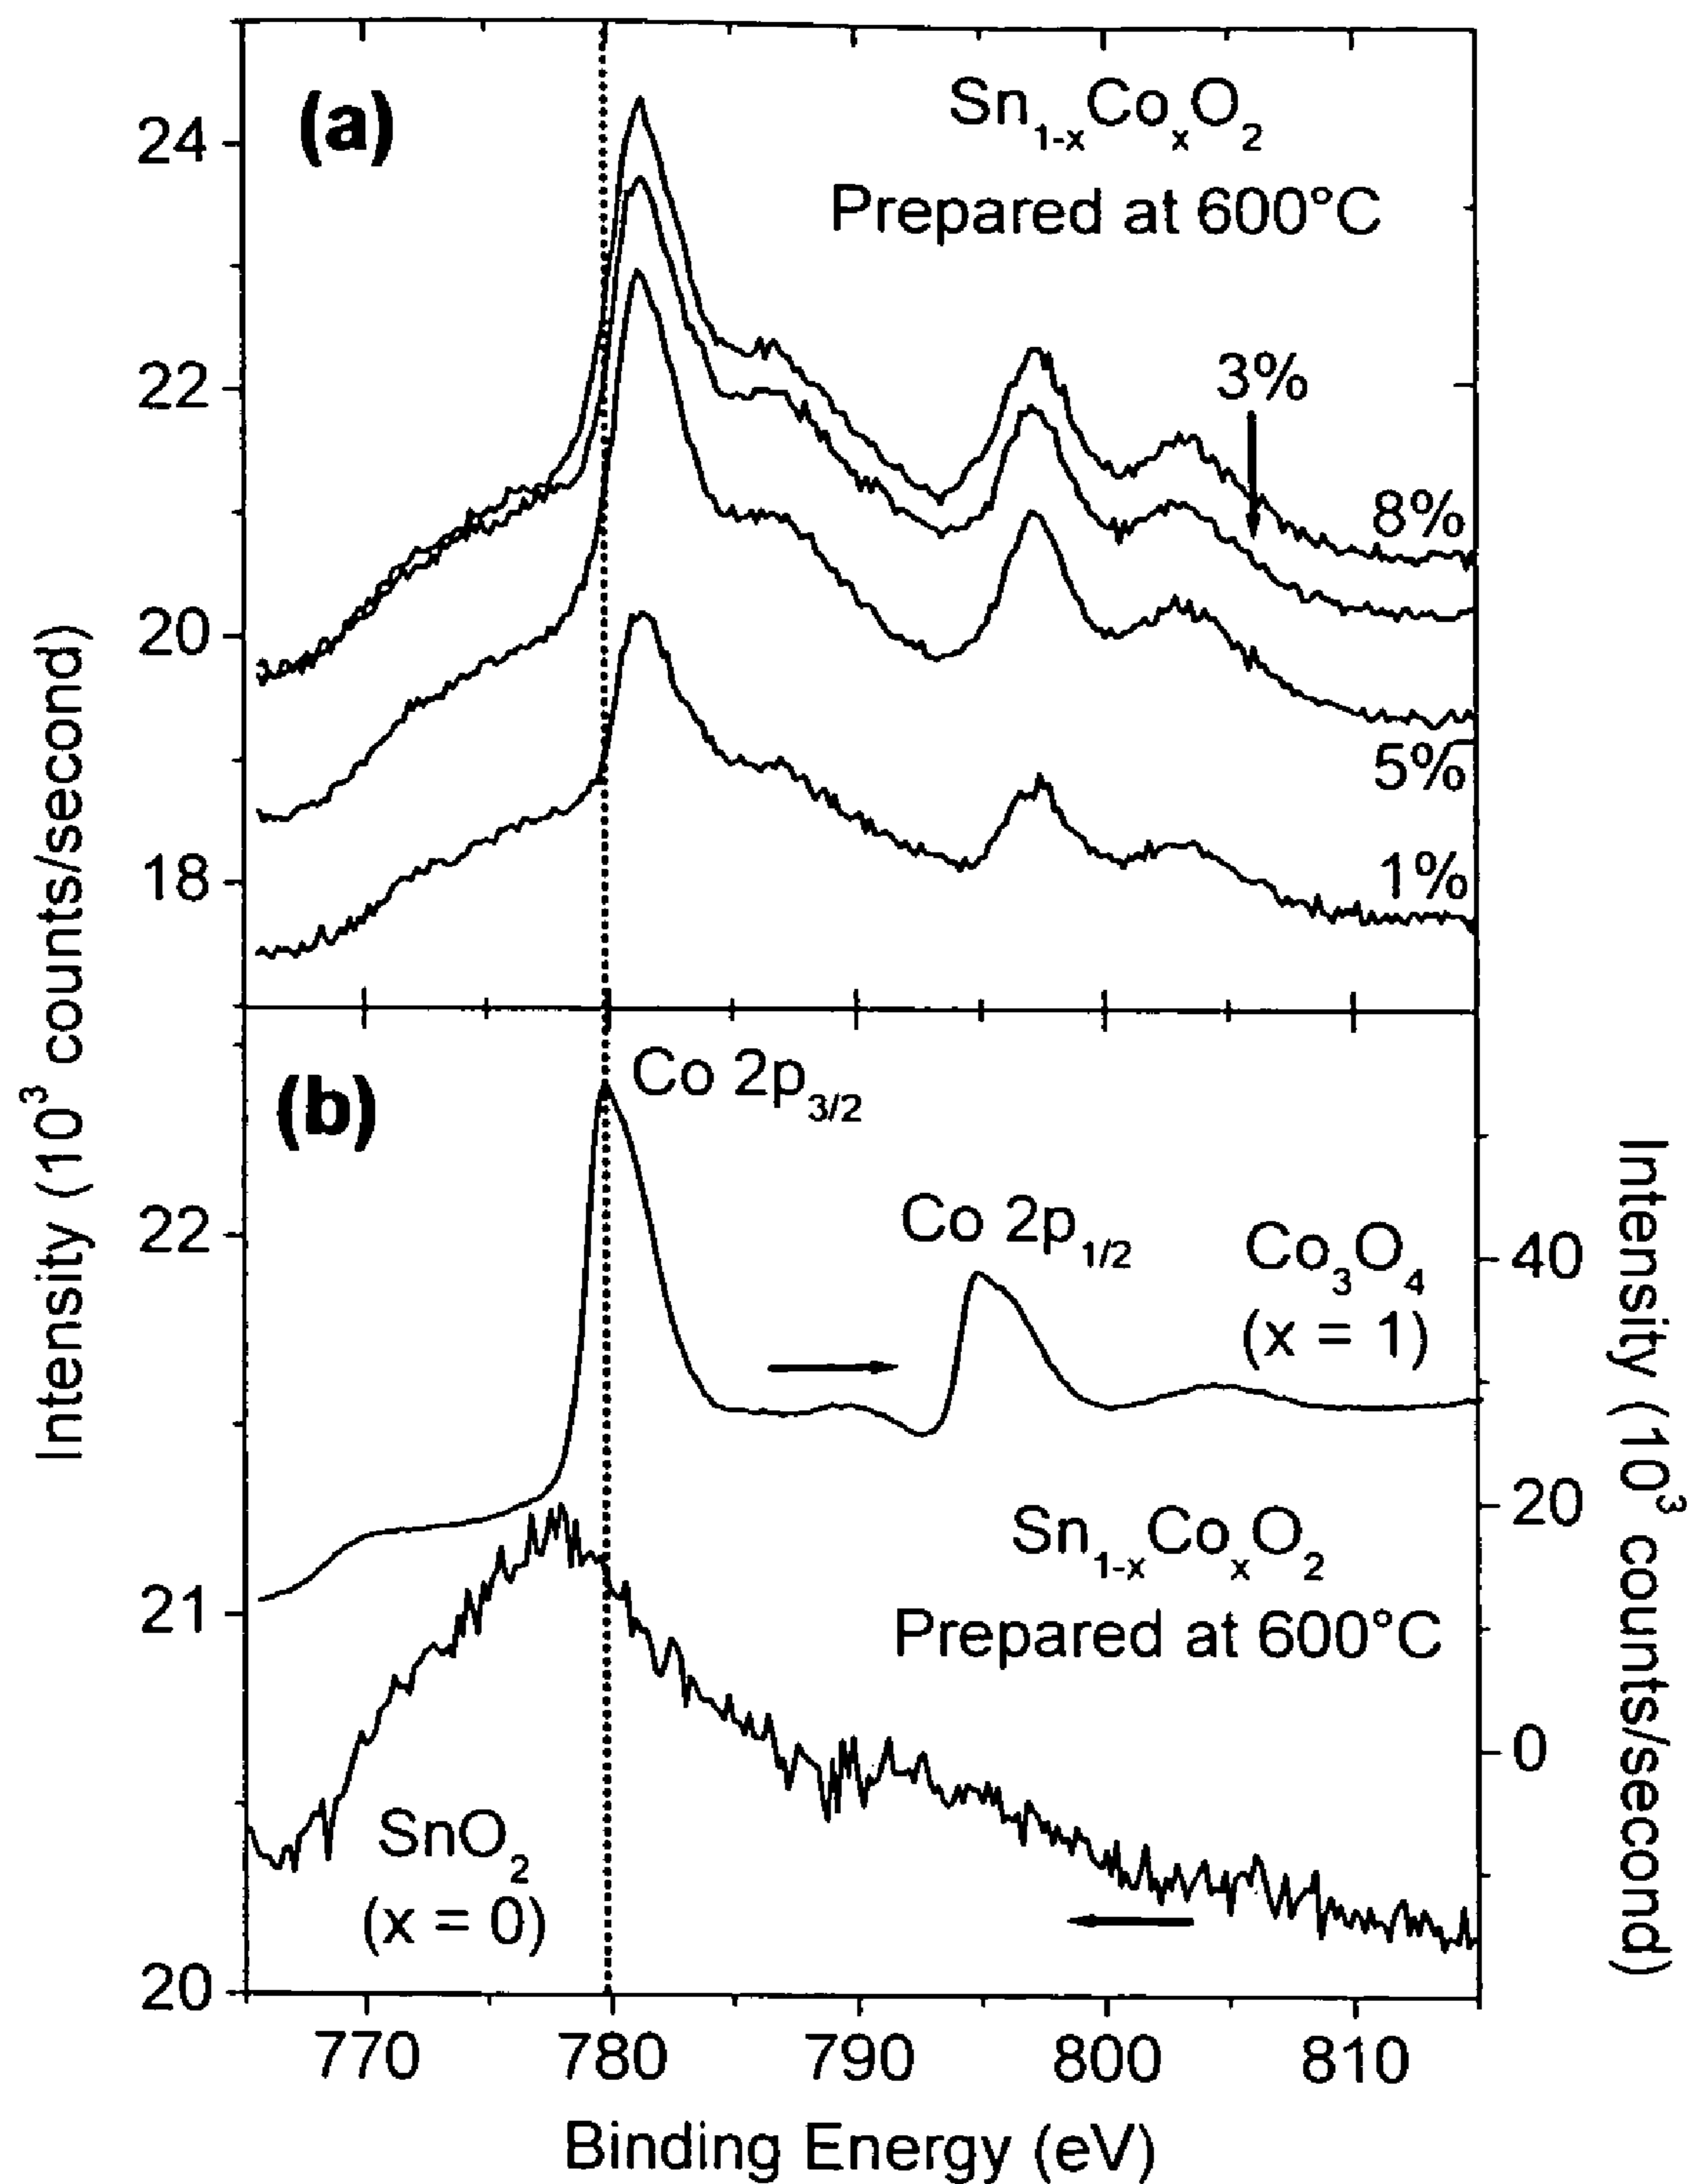 (a)
Sn1-xCoxO2
Prepared at 600°C
24
22
20
18
3%
8%
5%
1%
Intensity (10³ counts/second)
(b)
Co 2p3/2
Co 2p1/2
Co3O4
(x = 1)
22
21
20
40
20
0
Sn1-xCoxO2
Prepared at 600°C
SnO2
(x = 0)
Intensity (10³ counts/second)
770 780 790 800 810
Binding Energy (eV)